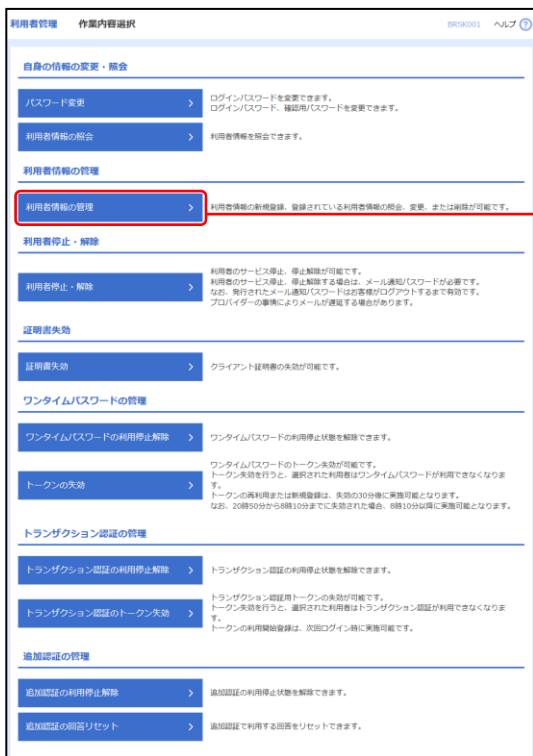 利用者管理 作業内容選択 BRSK001 ヘルプ ?
自身の情報の変更・照会
パスワード変更
ログインパスワードを変更できます。
ログインパスワード、確認用パスワードを変更できます。
利用者情報の照会
利用者情報を照会できます。
利用者情報の管理
利用者情報の管理
利用者情報の新規登録、登録されている利用者情報の照会、変更、または削除が可能です。
利用者停止・解除
利用者停止・解除
利用者のサービス停止、停止解除が可能です。
利用者のサービス停止、停止解除する場合は、メール通知パスワードが必要です。
なお、発行されたメール通知パスワードはお客様がログアウトするまで有効です。
プロバイダーの事情によりメールが遅延する場合があります。
証明書失効
証明書失効
クライアント証明書の失効が可能です。
ワンタイムパスワードの管理
ワンタイムパスワードの利用停止解除
ワンタイムパスワードの利用停止状態を解除できます。
トークンの失効
ワンタイムパスワードのトークン失効が可能です。
トークン失効を行うと、選択された利用者はワンタイムパスワードが利用できなくなりま
す。
トークンの再利用または新規登録は、失効の30分後に実施可能となります。
なお、20時50分から8時10分までに失効された場合、8時10分以降に実施可能となります。
トランザクション認証の管理
トランザクション認証の利用停止解除
トランザクション認証の利用停止状態を解除できます。
トランザクション認証のトークン失効
トランザクション認証用トークンの失効が可能です。
トークン失効を行うと、選択された利用者はトランザクション認証が利用できなくなりま
す。
トークンの利用開始登録は、次回ログイン時に実施可能です。
追加認証の管理
追加認証の利用停止解除
追加認証の利用停止状態を解除できます。
追加認証の回答リセット
追加認証で利用する回答をリセットできます。